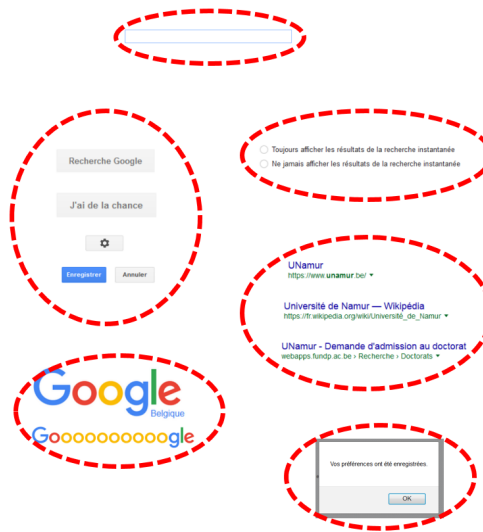 Recherche Google
J'ai de la chance
Enregistrer Annuler
Toujours afficher les résultats de la recherche instantanée
Ne jamais afficher les résultats de la recherche instantanée
UNamur
https://www.unamur.be/
Université de Namur — Wikipédia
https://fr.wikipedia.org/wiki/Université_de_Namur
UNamur - Demande d'admission au doctorat
webapps.fundp.ac.be › Recherche › Doctorats
Google
Belgique
Goooooooooogle
Vos préférences ont été enregistrées.
OK